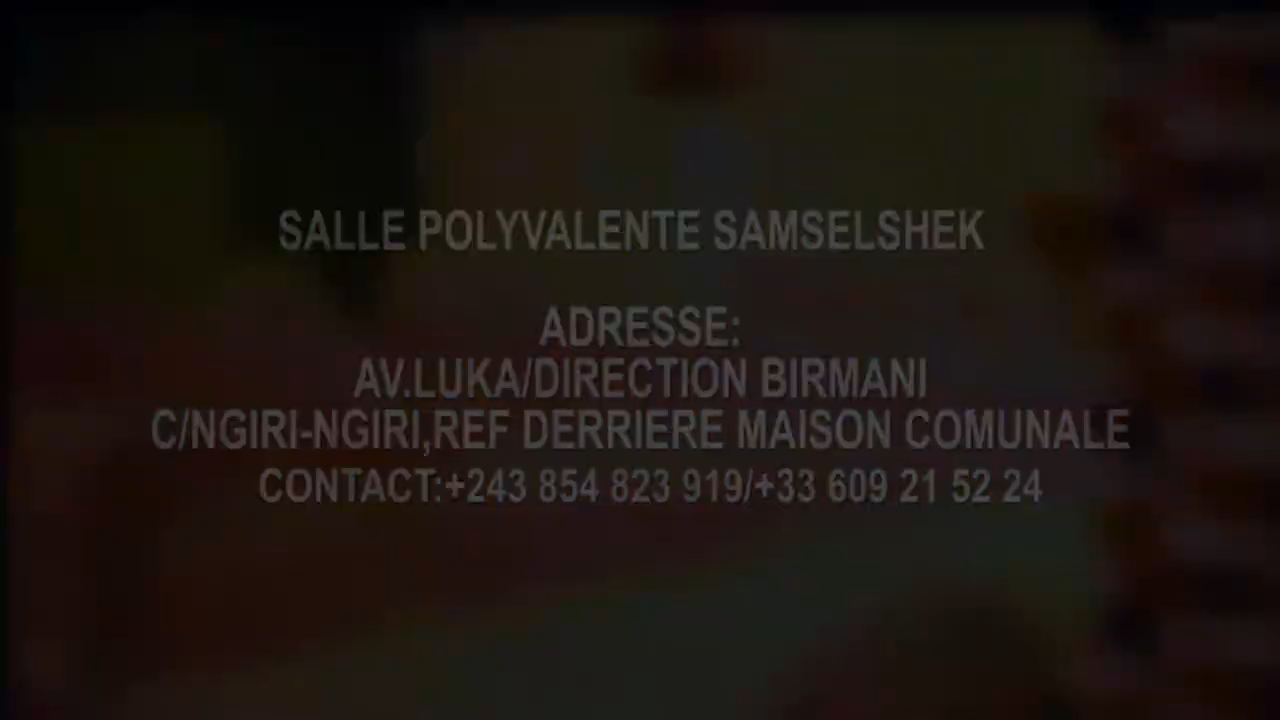 SALLE POLYVALENTE SAMSELSHEK
ADRESSE:
AV.LUKA/DIRECTION BIRMANI
C/NGIRI-NGIRI,REF DERRIERE MAISON COMUNALE
CONTACT:+243 854 823 919/+33 609 21 52 24